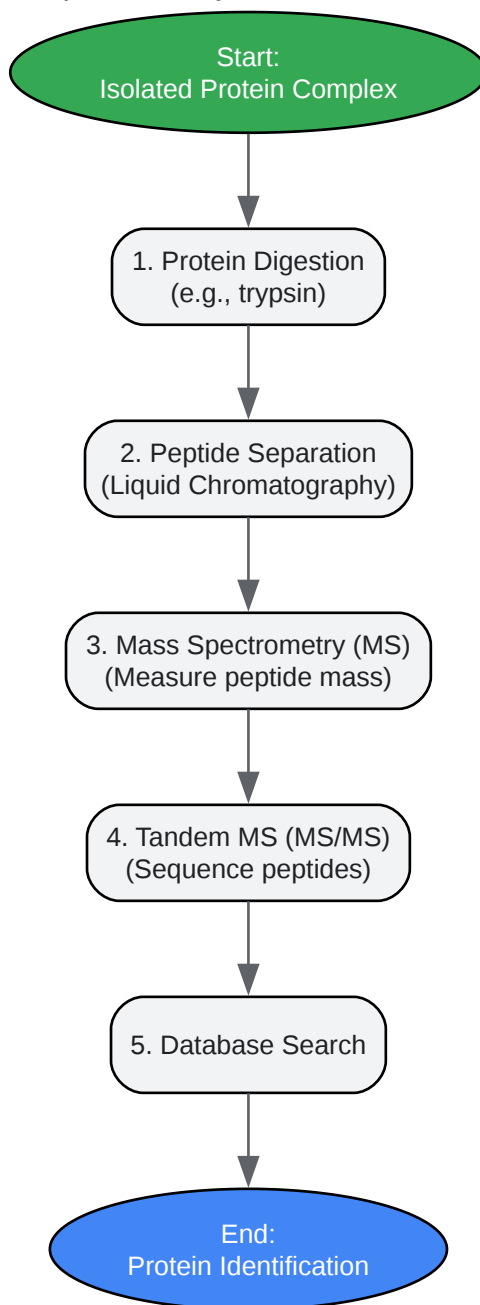 Start:
Isolated Protein Complex
1. Protein Digestion
(e.g., trypsin)
2. Peptide Separation
(Liquid Chromatography)
3. Mass Spectrometry (MS)
(Measure peptide mass)
4. Tandem MS (MS/MS)
(Sequence peptides)
5. Database Search
End:
Protein Identification